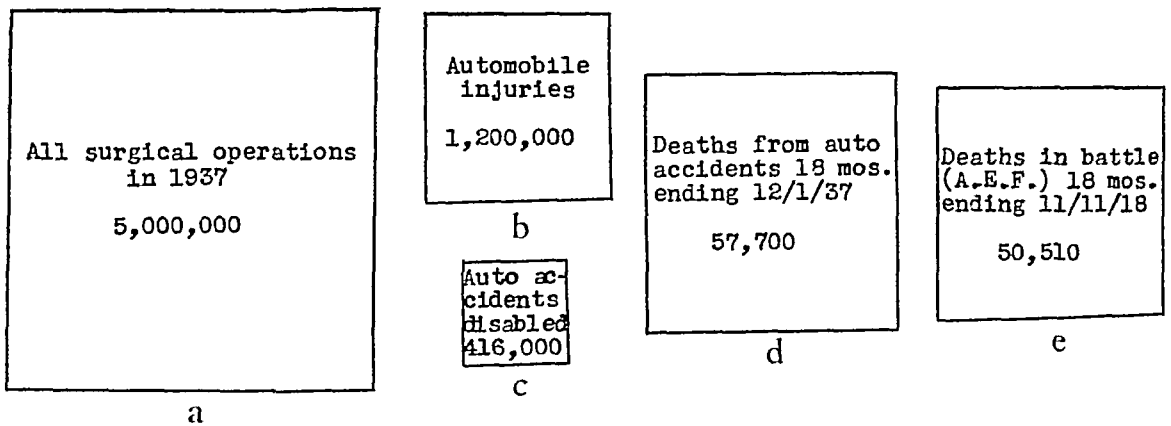 All surgical operations
in 1937
5,000,000
a
Automobile
injuries
1,200,000
b
Auto ac-
cidents
disabled
416,000
c
Deaths from auto
accidents 18 mos.
ending 12/1/37
57,700
d
Deaths in battle
(A.E.F.) 18 mos.
ending 11/11/18
50,510
e